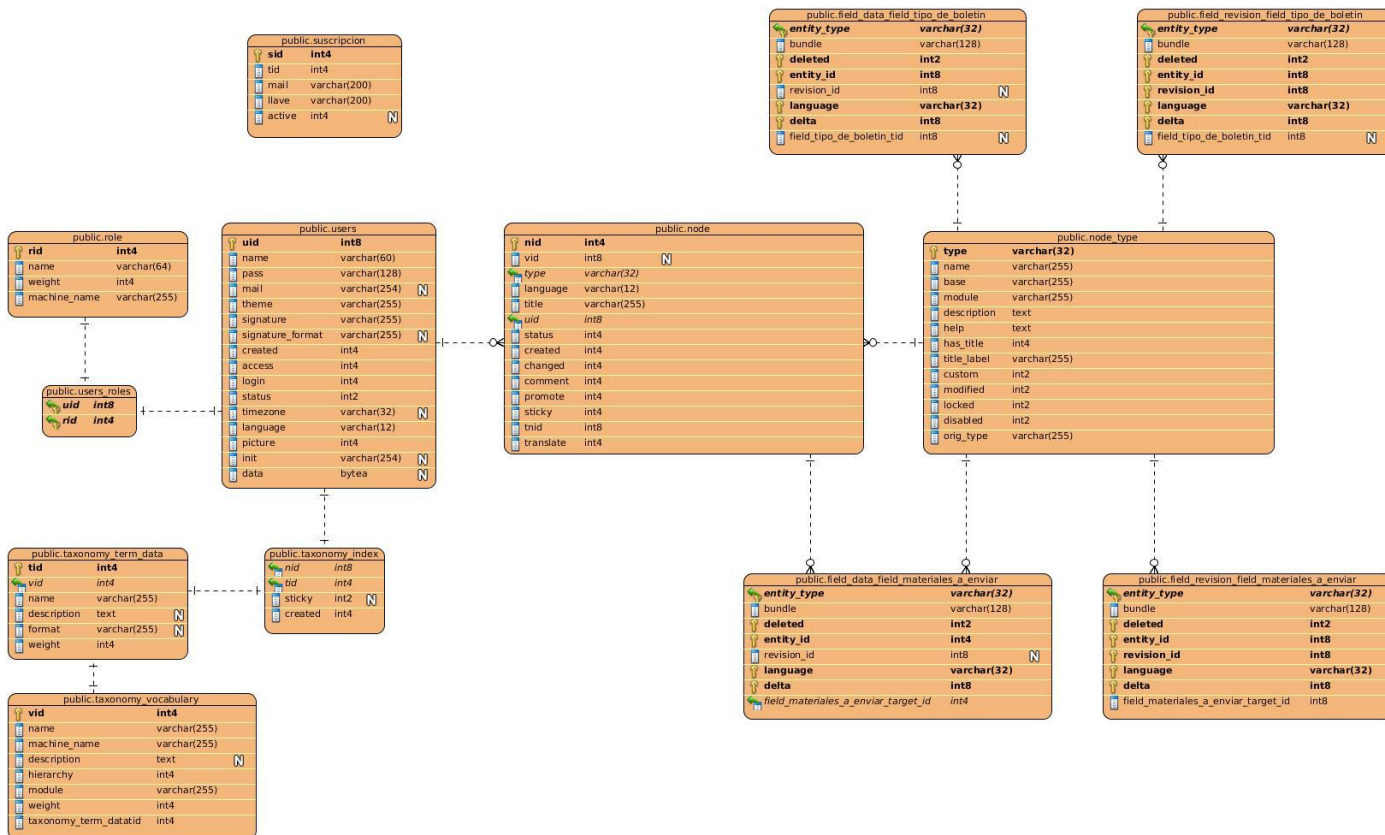 public.suscripcion
sid int4
tid int4
mail varchar(200)
llave varchar(200)
active int4 N
public.field_data_field_tipo_de_boletin
entity_type varchar(32)
bundle varchar(128)
deleted int2
entity_id int8
revision_id int8 N
language varchar(32)
delta int8
field_tipo_de_boletin_tid int8 N
public.field_revision_field_tipo_de_boletin
entity_type varchar(32)
bundle varchar(128)
deleted int2
entity_id int8
revision_id int8
language varchar(32)
delta int8
field_tipo_de_boletin_tid int8 N
public.role
rid int4
name varchar(64)
weight int4
machine_name varchar(255)
public.users
uid int8
name varchar(60)
pass varchar(128)
mail varchar(254) N
theme varchar(255)
signature varchar(255)
signature_format varchar(255) N
created int4
access int4
login int4
status int2
timezone varchar(32) N
language varchar(12)
picture int4
init varchar(254) N
data bytea N
public.node
nid int4
vid int8 N
type varchar(32)
language varchar(12)
title varchar(255)
uid int8
status int4
created int4
changed int4
comment int4
promote int4
sticky int4
tnid int8
translate int4
public.node_type
type varchar(32)
name varchar(255)
base varchar(255)
module varchar(255)
description text
help text
has_title int4
title_label varchar(255)
custom int2
modified int2
locked int2
disabled int2
orig_type varchar(255)
public.users_roles
uid int8
rid int4
public.taxonomy_term_data
tid int4
vid int4
name varchar(255)
description text N
format varchar(255) N
weight int4
public.taxonomy_index
nid int8
tid int4
sticky int2 N
created int4
public.field_data_field_materiales_a_enviar
entity_type varchar(32)
bundle varchar(128)
deleted int2
entity_id int4
revision_id int8 N
language varchar(32)
delta int8
field_materiales_a_enviar_target_id int4
public.field_revision_field_materiales_a_enviar
entity_type varchar(32)
bundle varchar(128)
deleted int2
entity_id int8
revision_id int8
language varchar(32)
delta int8
field_materiales_a_enviar_target_id int8
public.taxonomy_vocabulary
vid int4
name varchar(255)
machine_name varchar(255)
description text N
hierarchy int4
module varchar(255)
weight int4
taxonomy_term_datatid int4